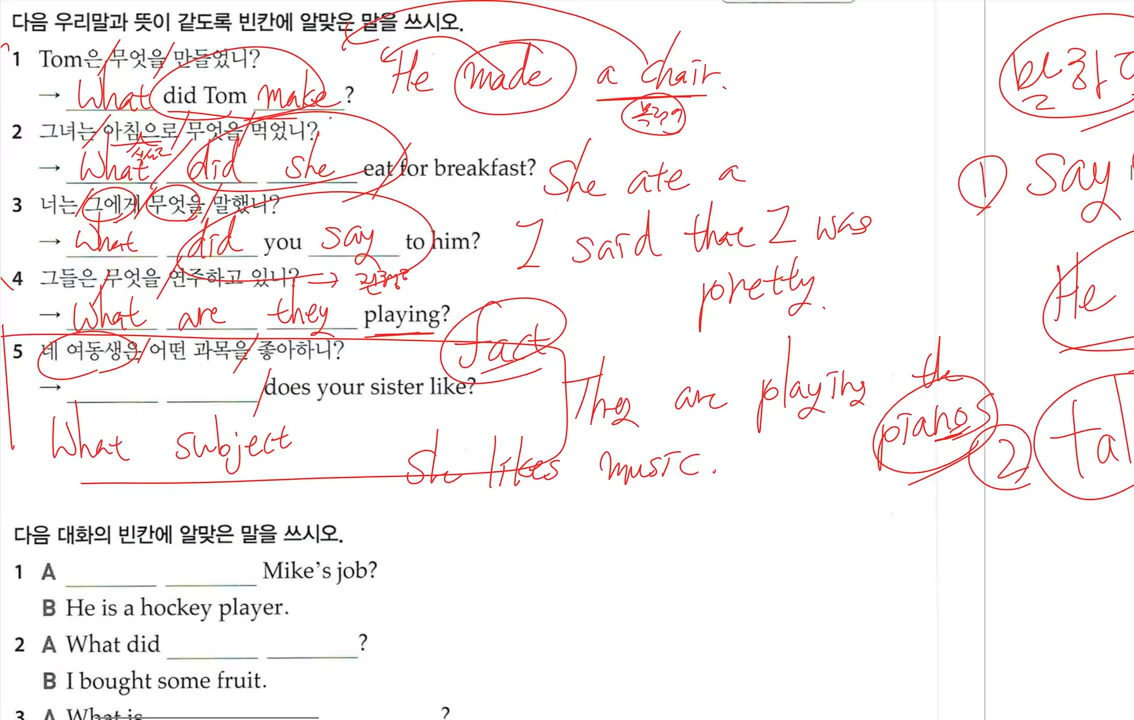 다음 우리말과 뜻이 같도록 빈칸에 알맞은 말을 쓰시오.
1 Tom은 무엇을 만들었니?
→ What did Tom make ?
He made a chair.
목적어
2 그녀는 아침으로 무엇을 먹었니?
→ What did she eat for breakfast?
She ate a
3 너는 그에게 무엇을 말했니?
→ What did you say to him?
I said that I was
pretty.
① Say
4 그들은 무엇을 연주하고 있니? →
→ What are they playing?
fact
He
5 네 여동생은 어떤 과목을 좋아하니?
→ does your sister like?
What subject
They are playing the
pianos
She likes music.
② ta
다음 대화의 빈칸에 알맞은 말을 쓰시오.
1 A Mike's job?
B He is a hockey player.
2 A What did ?
B I bought some fruit.
3 A What is ?